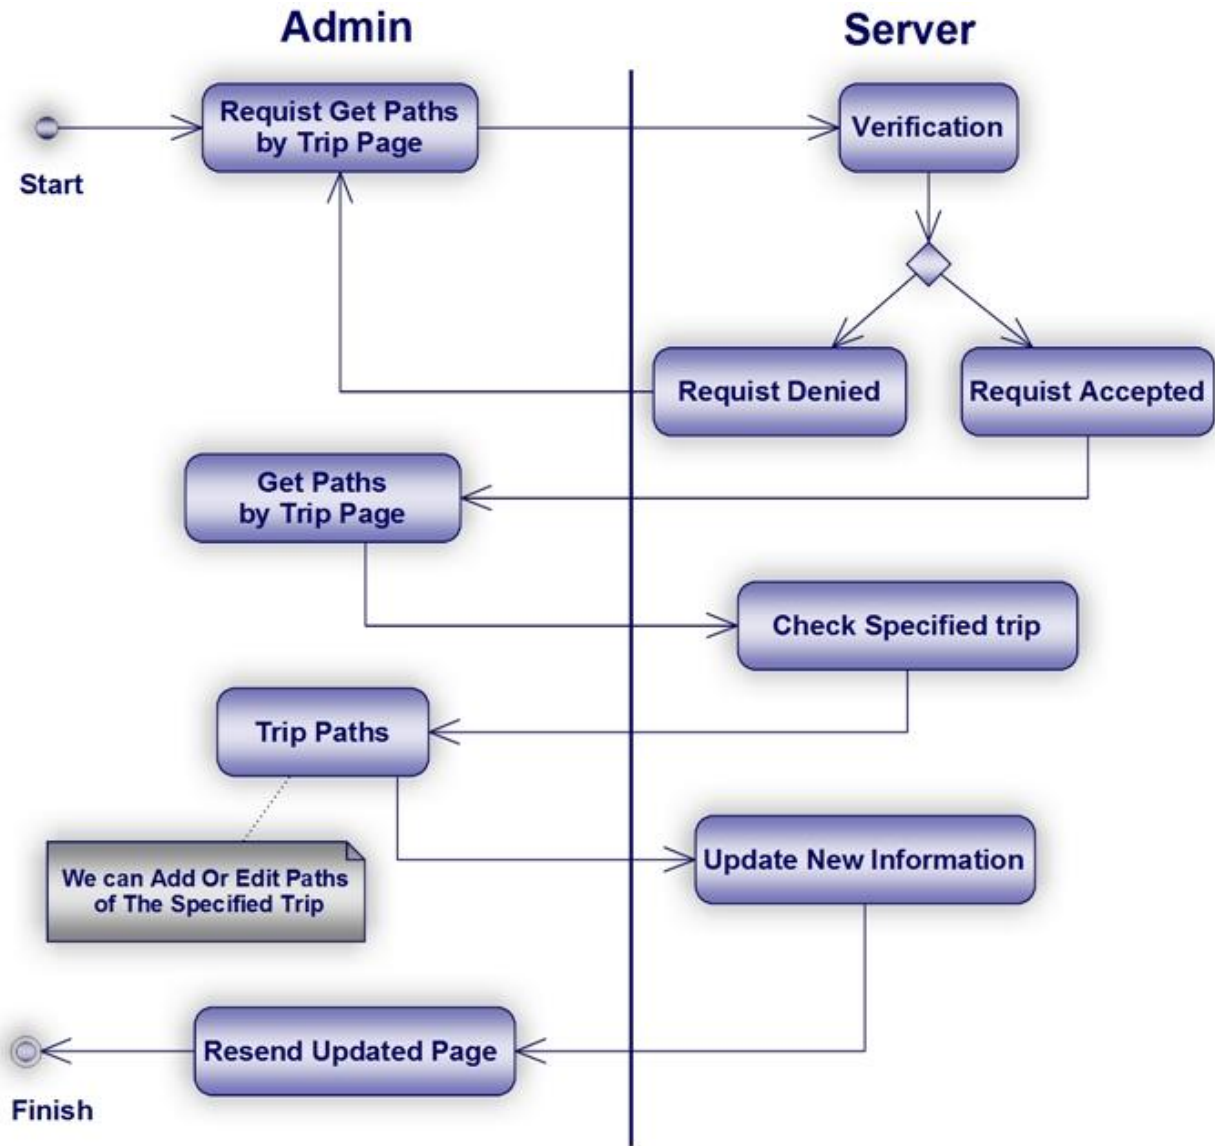 Admin
Server
Requist Get Paths
by Trip Page
Verification
Start
Requist Denied
Requist Accepted
Get Paths
by Trip Page
Check Specified trip
Trip Paths
Update New Information
We can Add Or Edit Paths
of The Specified Trip
Resend Updated Page
Finish